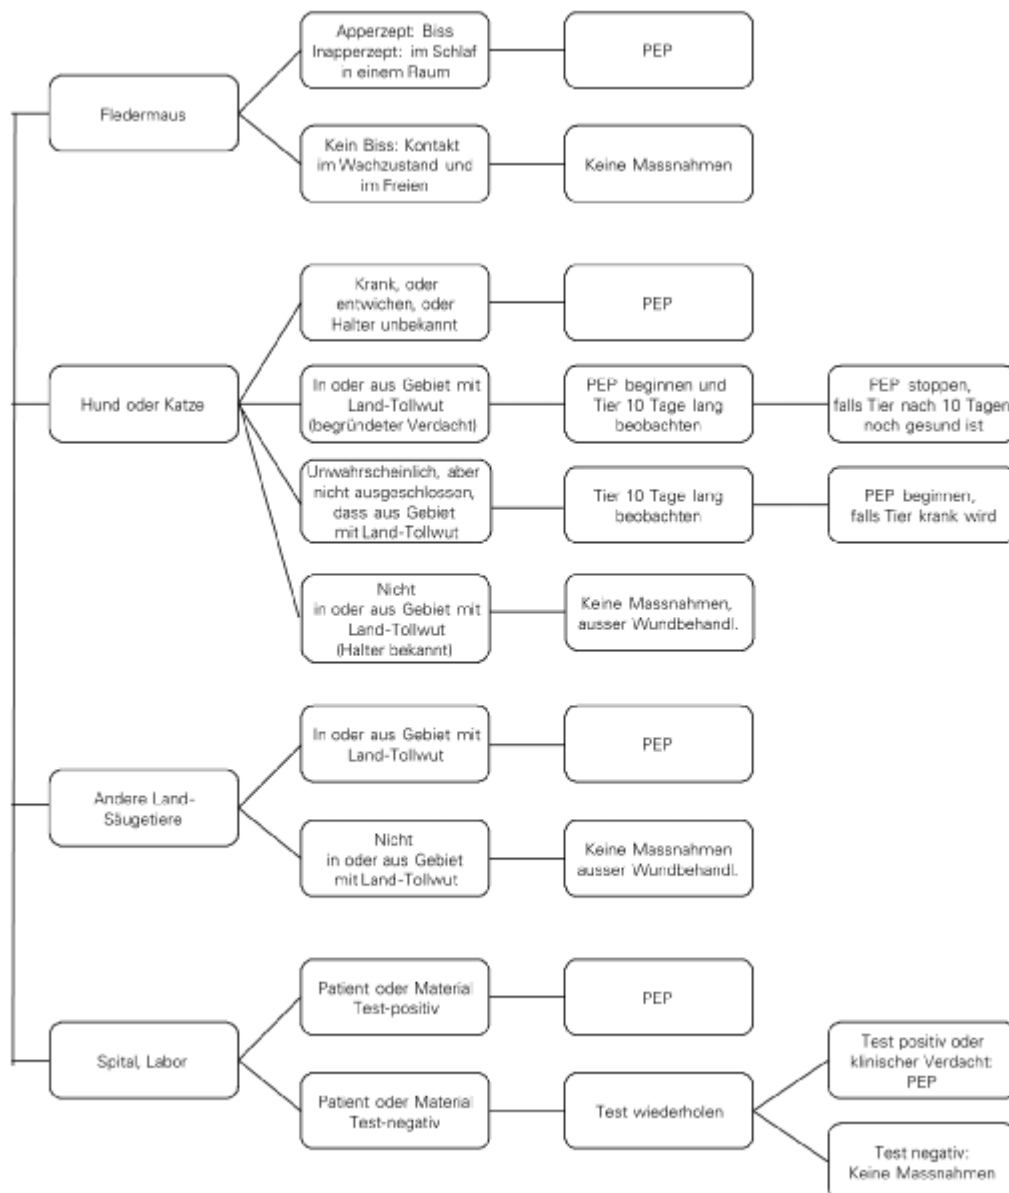 Apperzept: Biss
Inapperzept: im Schlaf
in einem Raum
PEP
Fledermaus
Kein Biss: Kontakt
im Wachzustand und
im Freien
Keine Massnahmen
Krank, oder
entwichen, oder
Halter unbekannt
PEP
Hund oder Katze
In oder aus Gebiet mit
Land-Tollwut
(begründeter Verdacht)
PEP beginnen und
Tier 10 Tage lang
beobachten
PEP stoppen,
falls Tier nach 10 Tagen
noch gesund ist
Unwahrscheinlich, aber
nicht ausgeschlossen,
dass aus Gebiet
mit Land-Tollwut
Tier 10 Tage lang
beobachten
PEP beginnen,
falls Tier krank wird
Nicht
in oder aus Gebiet mit
Land-Tollwut
(Halter bekannt)
Keine Massnahmen,
ausser Wundbehandl.
In oder aus Gebiet mit
Land-Tollwut
PEP
Andere Land-
Säugetiere
Nicht
in oder aus Gebiet
mit Land-Tollwut
Keine Massnahmen
ausser Wundbehandl.
Patient oder Material
Test-positiv
PEP
Spital, Labor
Patient oder Material
Test-negativ
Test wiederholen
Test positiv oder
klinischer Verdacht:
PEP
Test negativ:
Keine Massnahmen